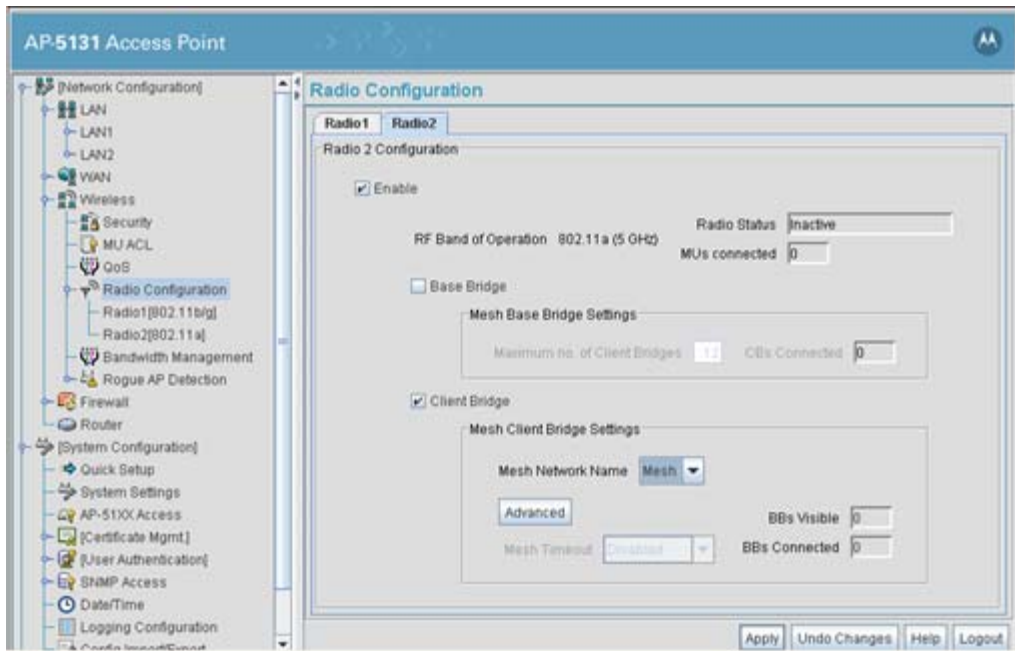 AP-5131 Access Point
[Network Configuration]
LAN
LAN1
LAN2
WAN
Wireless
Security
MU ACL
QoS
Radio Configuration
Radio1[802.11b/g]
Radio2[802.11a]
Bandwidth Management
Rogue AP Detection
Firewall
Router
[System Configuration]
Quick Setup
System Settings
AP-51XX Access
[Certificate Mgmt.]
[User Authentication]
SNMP Access
Date/Time
Logging Configuration
Config Import/Export
Radio Configuration
Radio1 Radio2
Radio 2 Configuration
Enable
Radio Status Inactive
RF Band of Operation 802.11a (5 GHz)
MUs connected 0
Base Bridge
Mesh Base Bridge Settings
Maximum no. of Client Bridges 12 CBs Connected 0
Client Bridge
Mesh Client Bridge Settings
Mesh Network Name Mesh
Advanced
BBs Visible 0
Mesh Timeout Disabled BBs Connected 0
Apply Undo Changes Help Logout